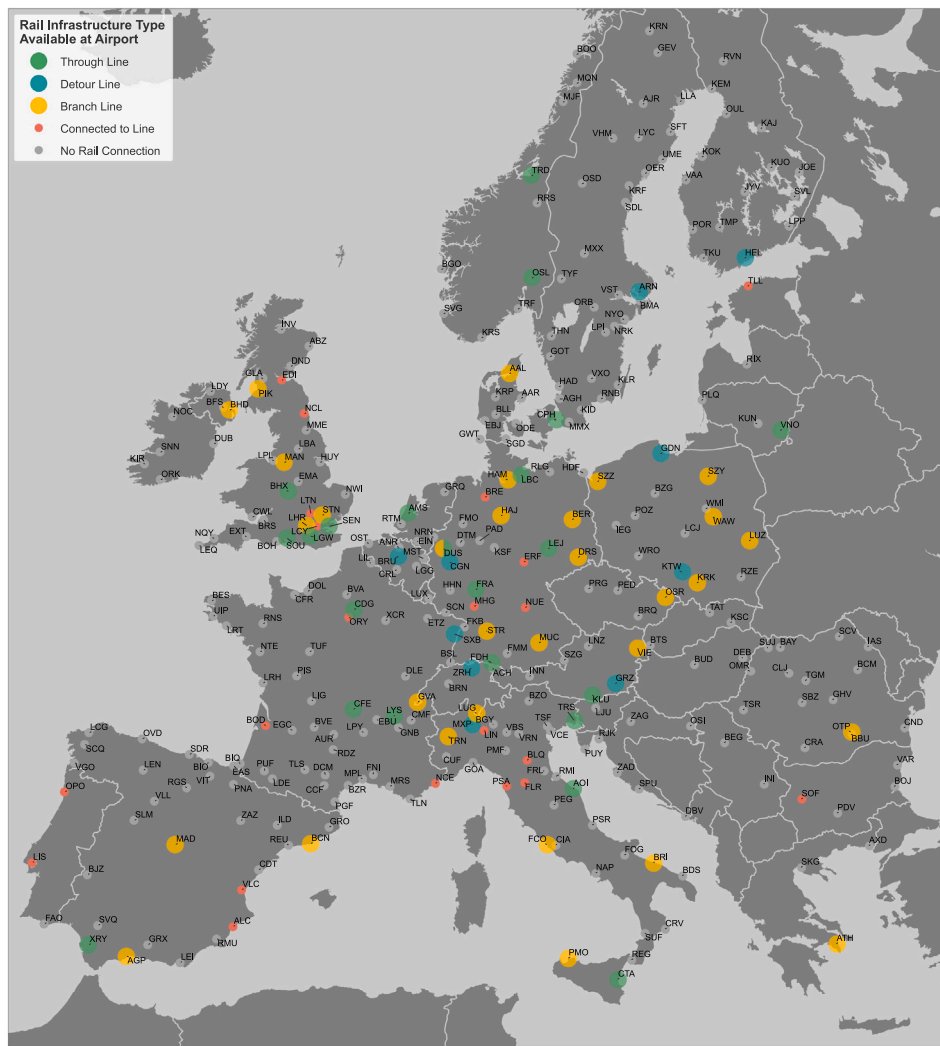 Rail Infrastructure Type
Available at Airport
Through Line
Detour Line
Branch Line
Connected to Line
No Rail Connection
KRN
BOO
GEV
RVN
MQN
KEM
MJF
AJR
LLA
OUL
VHM
LYC
SFT
KAJ
KOK
UME
KUO
JOE
OER
TRD
OSD
VAA
KRF
JYV
SVL
RRS
SDL
POR
TMP
LPP
MXX
TKU
HEL
BGO
OSL
TYF
VST
ARN
TLL
SVG
TRF
ORB
BMA
NYO
INV
KRS
THN
LPI
NRK
ABZ
GOT
DND
RIX
GLA
EDI
AAL
VXO
KLR
LDY
PIK
KRP
AAR
HAD
RNB
PLQ
BFS
BHD
NOC
NCL
BLL
AGH
KID
CPH
KUN
VNO
MME
EBJ
ODE
MMX
DUB
GWT
SGD
SNN
LBA
GDN
KIR
LPL
MAN
HUY
RLG
HDF
ORK
EMA
HAM
LBC
SZZ
SZY
BHX
NWI
GRQ
BRE
BZG
LTN
STN
AMS
WMI
CWL
LHR
SEN
RTM
HAJ
BER
POZ
WAW
NQY
EXT
BRS
LCY
NRN
FMO
PAD
IEG
LCJ
LEQ
BOH
SOU
LGW
OST
ANR
EIN
DTM
LUZ
LIL
BRU
MST
DUS
KSF
LEJ
DRS
WRO
CRL
LGG
CGN
ERF
KTW
RZE
DOL
BVA
LUX
HHN
FRA
PRG
PED
KRK
BES
CFR
CDG
SCN
MHG
NUE
OSR
TAT
UIP
RNS
ORY
XCR
ETZ
FKB
BRQ
KSC
LRT
STR
SCV
NTE
TUF
SXB
MUC
LNZ
VIE
BTS
SUJ
BAY
IAS
BSL
FDH
FMM
SZG
BUD
DEB
OMR
PIS
DLE
ZRH
ACH
INN
GRZ
CLJ
BCM
LRH
BRN
TGM
LIG
GVA
BZO
KLU
TSR
SBZ
GHV
CFE
LYS
CMF
LUG
TRS
LJU
BOD
EGC
BVE
LPY
EBU
GNB
MXP
BGY
LIN
VBS
TSF
VCE
ZAG
OSI
CND
LCG
OVD
AUR
TRN
VRN
RJK
BEG
OTP
BBU
SCQ
SDR
BIQ
RDZ
CUF
PMF
PUY
CRA
VAR
VGO
LEN
BIO
EAS
PUF
TLS
DCM
MPL
FNI
GOA
BLQ
RMI
ZAD
INI
BOJ
RGS
VIT
PNA
LDE
CCF
BZR
MRS
NCE
PSA
FRL
FLR
AOI
SPU
OPO
VLL
PGF
TLN
PEG
SOF
PDV
SLM
ZAZ
ILD
GRO
PSR
DBV
MAD
REU
BCN
FCO
CIA
FOG
AXD
LIS
BJZ
CDT
NAP
BRI
BDS
SKG
VLC
FAO
SVQ
ALC
CRV
XRY
GRX
RMU
SUF
ATH
AGP
LEI
PMO
REG
CTA